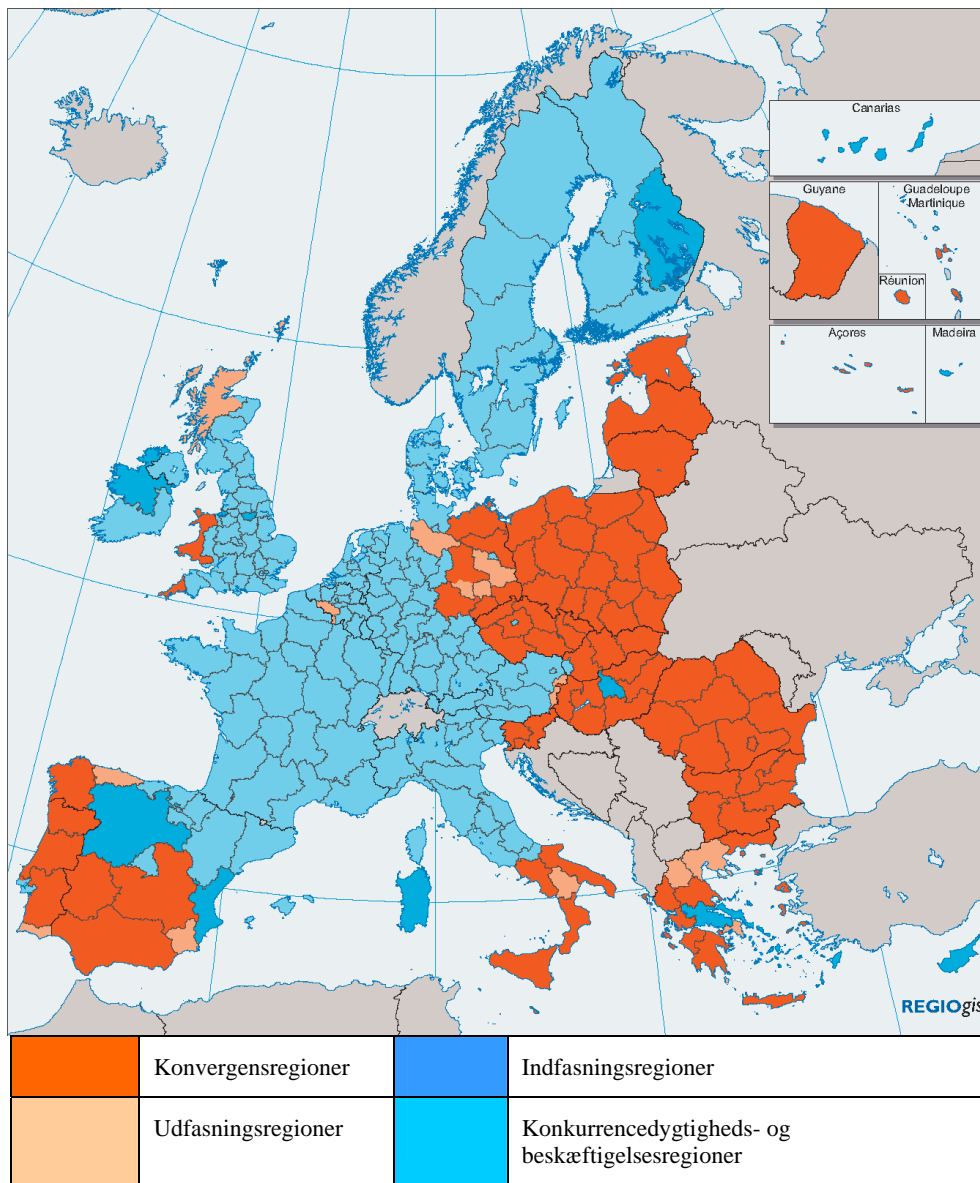 Canarias
Guyane
Guadeloupe
Martinique
Réunion
Açores
Madeira
REGIOgis
Konvergensregioner
Indfasningsregioner
Udfasningsregioner
Konkurrencedygtigheds- og
beskæftigelsesregioner